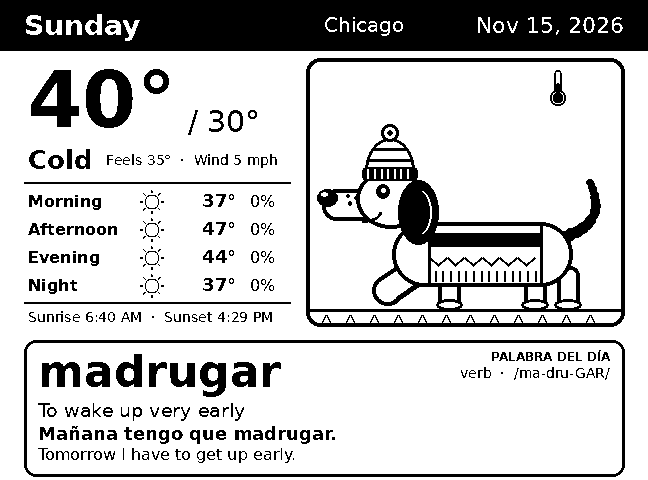 Sunday Chicago Nov 15, 2026
40° / 30°
Cold Feels 35° · Wind 5 mph
Morning 37° 0%
Afternoon 47° 0%
Evening 44° 0%
Night 37° 0%
Sunrise 6:40 AM · Sunset 4:29 PM
madrugar
PALABRA DEL DÍA
verb · /ma-dru-GAR/
To wake up very early
Mañana tengo que madrugar.
Tomorrow I have to get up early.